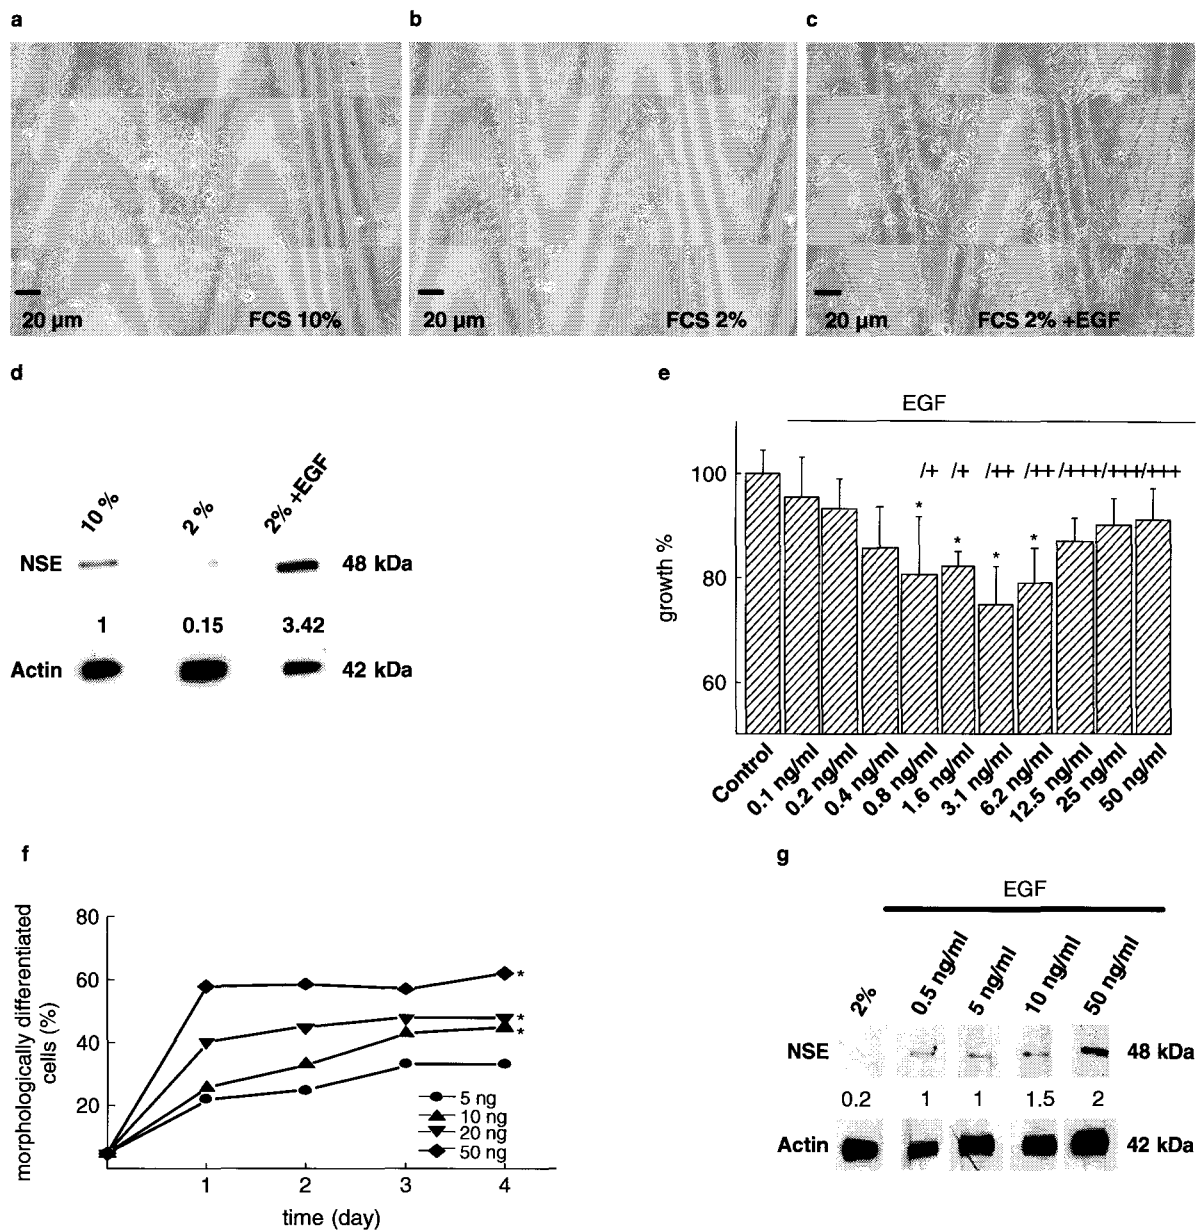 a
b
c
20 µm FCS 10%
20 µm FCS 2%
20 µm FCS 2% +EGF
d
10 %
2 %
2% +EGF
NSE 48 kDa
1 0.15 3.42
Actin 42 kDa
e
EGF
growth %
100
80
60
/+ /+ /++ /++ /+++ /+++ /+++
* * * *
Control
0.1 ng/ml
0.2 ng/ml
0.4 ng/ml
0.8 ng/ml
1.6 ng/ml
3.1 ng/ml
6.2 ng/ml
12.5 ng/ml
25 ng/ml
50 ng/ml
f
morphologically differentiated
cells (%)
80
60
40
20
*
*
*
5 ng
10 ng
20 ng
50 ng
1 2 3 4
time (day)
g
EGF
2%
0.5 ng/ml
5 ng/ml
10 ng/ml
50 ng/ml
NSE 48 kDa
0.2 1 1 1.5 2
Actin 42 kDa